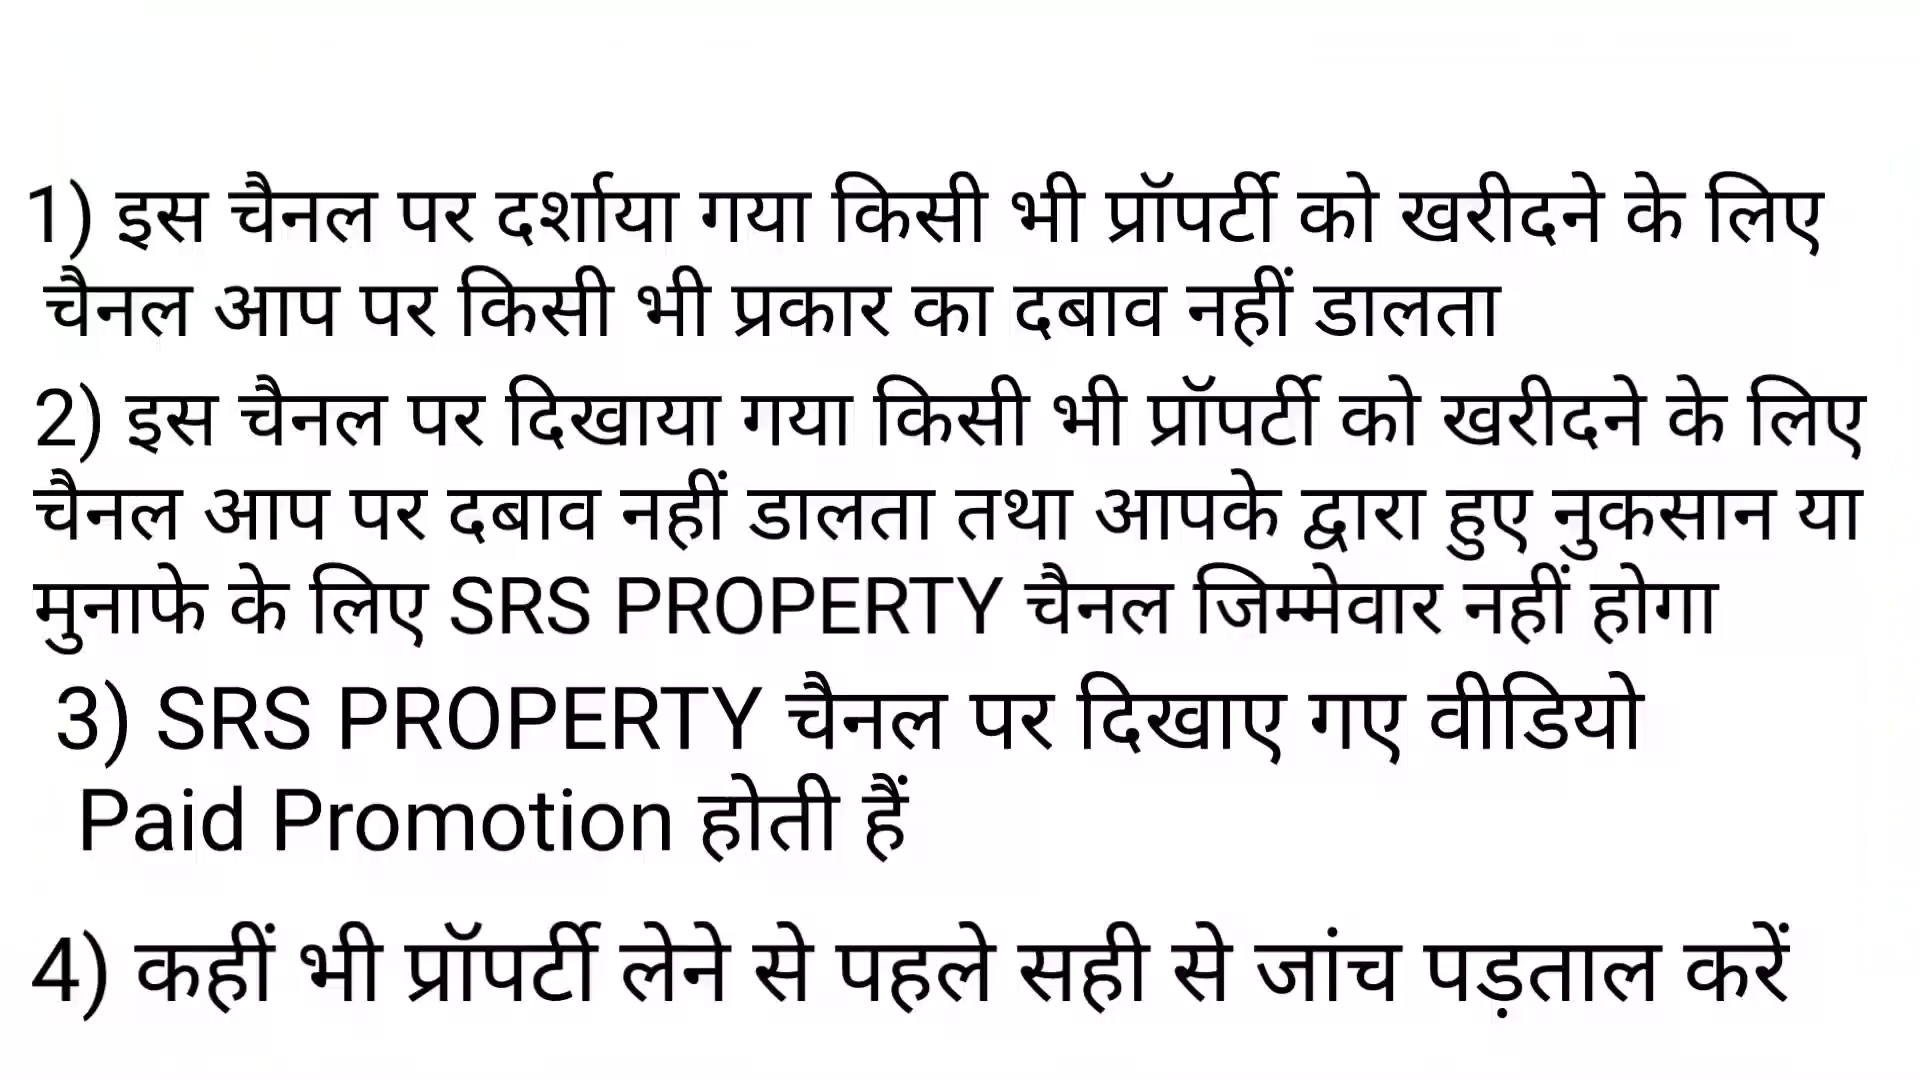 1) इस चैनल पर दर्शाया गया किसी भी प्रॉपर्टी को खरीदने के लिए
चैनल आप पर किसी भी प्रकार का दबाव नहीं डालता
2) इस चैनल पर दिखाया गया किसी भी प्रॉपर्टी को खरीदने के लिए
चैनल आप पर दबाव नहीं डालता तथा आपके द्वारा हुए नुकसान या
मुनाफे के लिए SRS PROPERTY चैनल जिम्मेवार नहीं होगा
3) SRS PROPERTY चैनल पर दिखाए गए वीडियो
Paid Promotion होती हैं
4) कहीं भी प्रॉपर्टी लेने से पहले सही से जांच पड़ताल करें